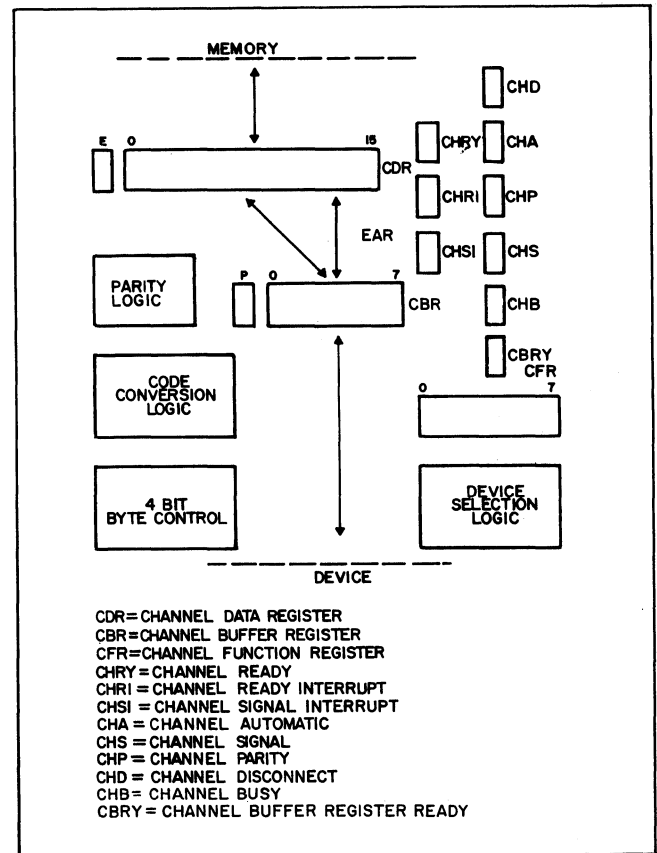 MEMORY
CHD
E 0 15
CDR
CHRY
CHA
CHRI
CHP
EAR
CHSI
CHS
PARITY
LOGIC
P 0 7
CBR
CHB
CODE
CONVERSION
LOGIC
CBRY
CFR
0 7
4 BIT
BYTE CONTROL
DEVICE
SELECTION
LOGIC
DEVICE
CDR=CHANNEL DATA REGISTER
CBR=CHANNEL BUFFER REGISTER
CFR=CHANNEL FUNCTION REGISTER
CHRY=CHANNEL READY
CHRI=CHANNEL READY INTERRUPT
CHSI=CHANNEL SIGNAL INTERRUPT
CHA=CHANNEL AUTOMATIC
CHS=CHANNEL SIGNAL
CHP=CHANNEL PARITY
CHD=CHANNEL DISCONNECT
CHB=CHANNEL BUSY
CBRY=CHANNEL BUFFER REGISTER READY